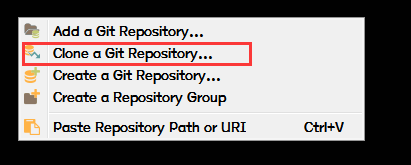 Add a Git Repository...
Clone a Git Repository...
Create a Git Repository...
Create a Repository Group
Paste Repository Path or URI Ctrl+V